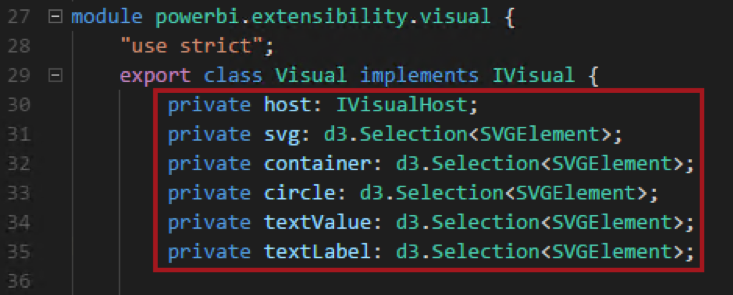 27 module powerbi.extensibility.visual {
28 "use strict";
29 export class Visual implements IVisual {
30 private host: IVisualHost;
31 private svg: d3.Selection<SVGElement>;
32 private container: d3.Selection<SVGElement>;
33 private circle: d3.Selection<SVGElement>;
34 private textValue: d3.Selection<SVGElement>;
35 private textLabel: d3.Selection<SVGElement>;
36